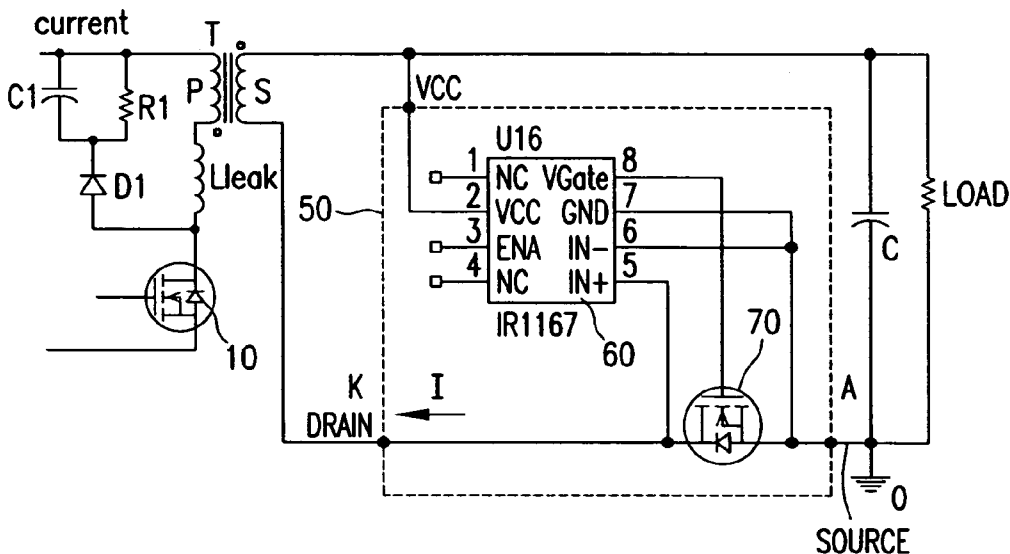 current
T
C1
R1
P
S
VCC
U16
1 NC VGate 8
2 VCC GND 7
3 ENA IN- 6
4 NC IN+ 5
IR1167
60
D1
Lleak
50
LOAD
C
10
70
K
I
A
DRAIN
0
SOURCE